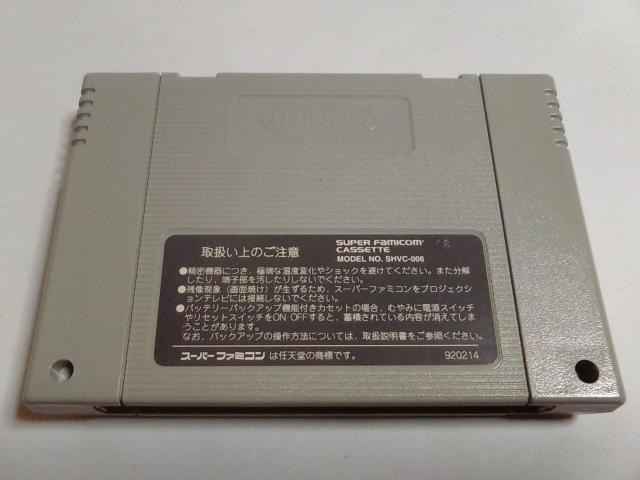 Nintendo
取扱い上のご注意
SUPER FAMICOM
CASSETTE
MODEL NO. SHVC-006
●精密機器につき、極端な温度変化やショックを避けてください。また分解
したり、端子部を汚したりしないでください。
●残像現象（画面焼け）が生ずるため、スーパーファミコンをプロジェクシ
ョンテレビには接続しないでください。
●バッテリーバックアップ機能付きカセットの場合、むやみに電源スイッチ
やリセットスイッチをON・OFFすると、蓄積されている内容が消えてしま
うことがあります。
なお、バックアップの操作方法については、取扱説明書をご参照ください。
スーパーファミコン は任天堂の商標です。
920214